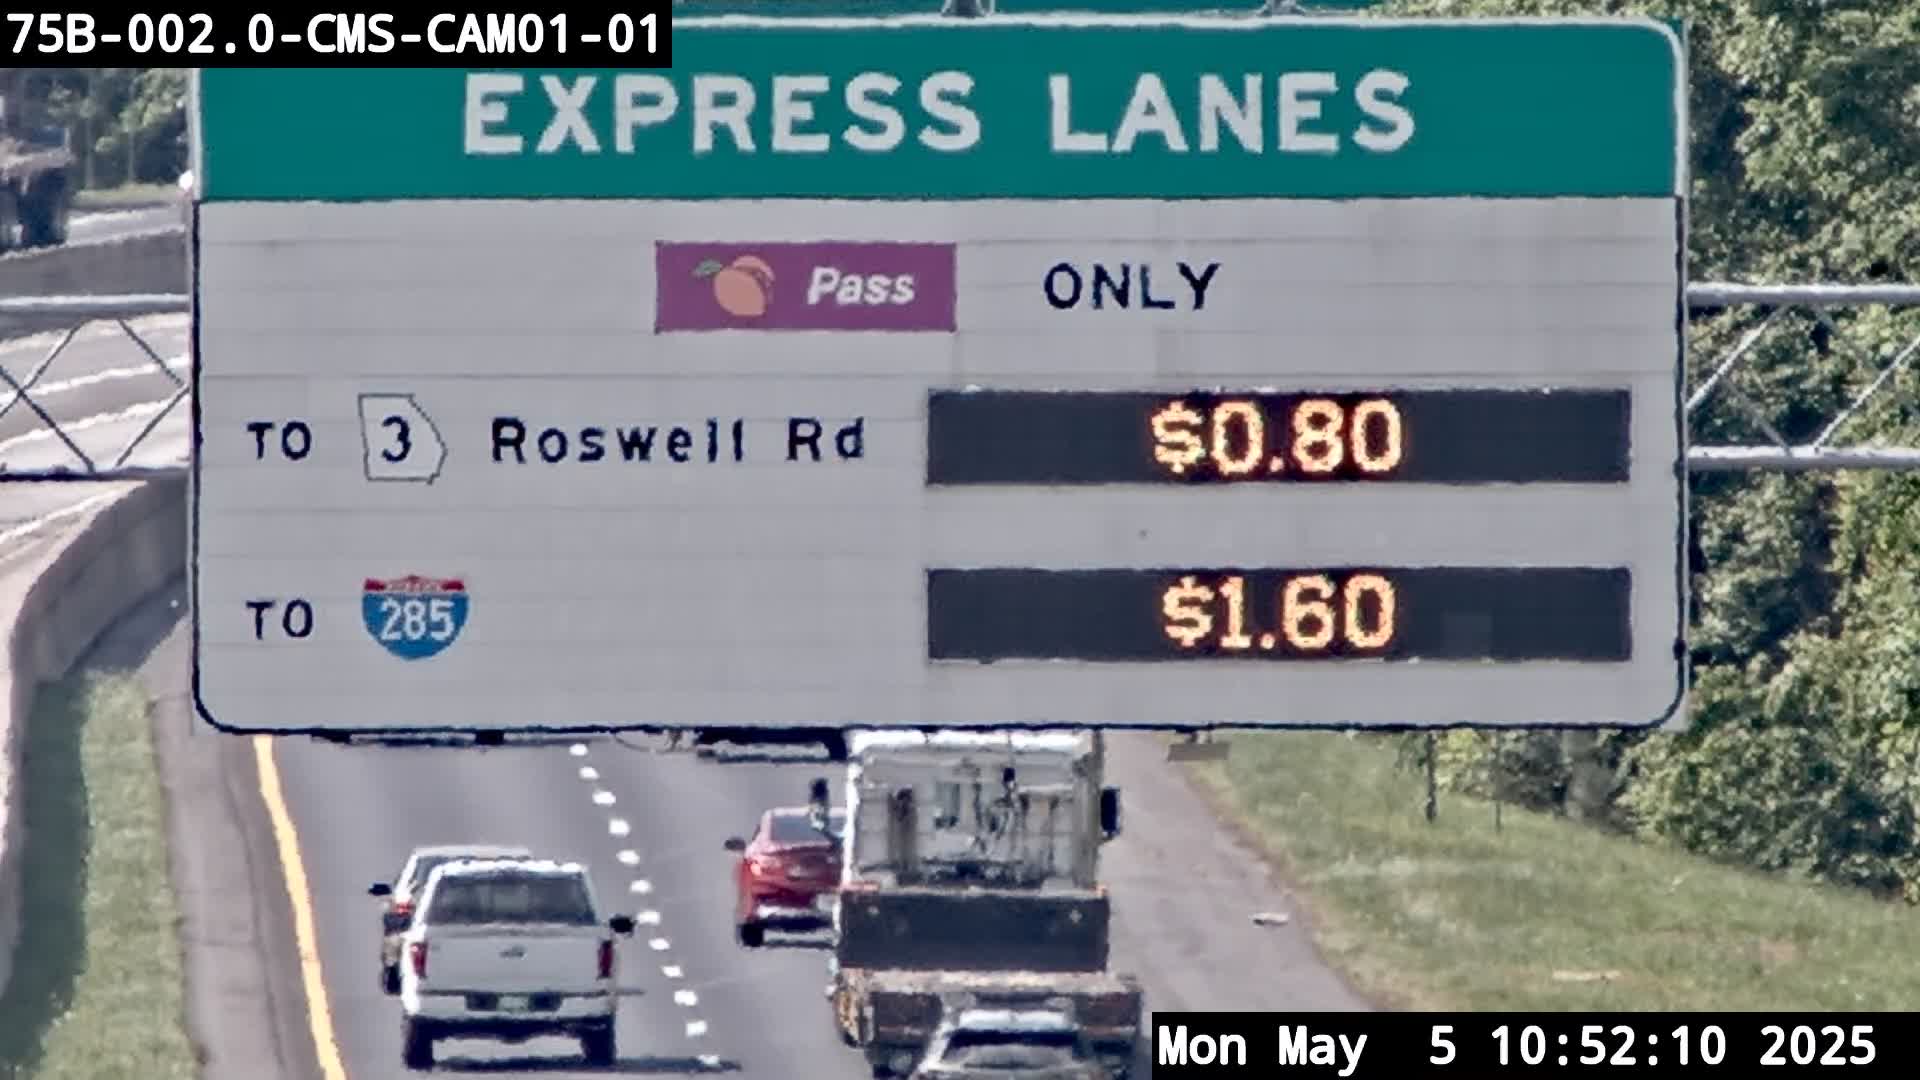 75B-002.0-CMS-CAM01-01
EXPRESS LANES
Pass ONLY
TO 3 Roswell Rd $0.80
TO 285 $1.60
Mon May 5 10:52:10 2025